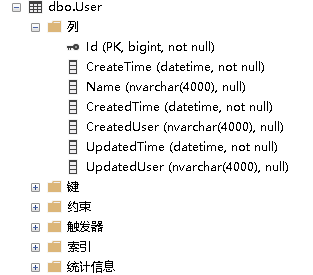 dbo.User
列
Id (PK, bigint, not null)
CreateTime (datetime, not null)
Name (nvarchar(4000), null)
CreatedTime (datetime, not null)
CreatedUser (nvarchar(4000), null)
UpdatedTime (datetime, not null)
UpdatedUser (nvarchar(4000), null)
键
约束
触发器
索引
统计信息